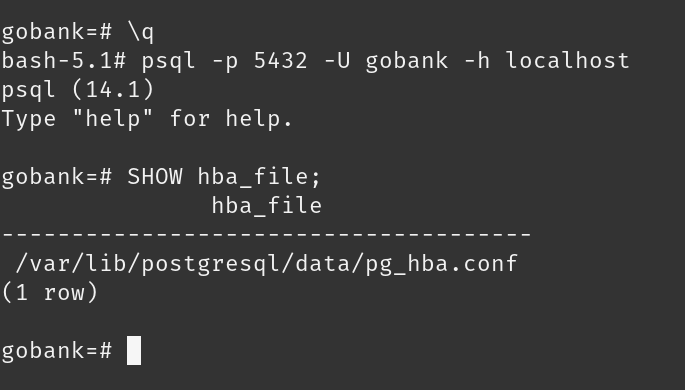 gobank=# \q
bash-5.1# psql -p 5432 -U gobank -h localhost
psql (14.1)
Type "help" for help.

gobank=# SHOW hba_file;
               hba_file
--------------------------------------
 /var/lib/postgresql/data/pg_hba.conf
(1 row)

gobank=#